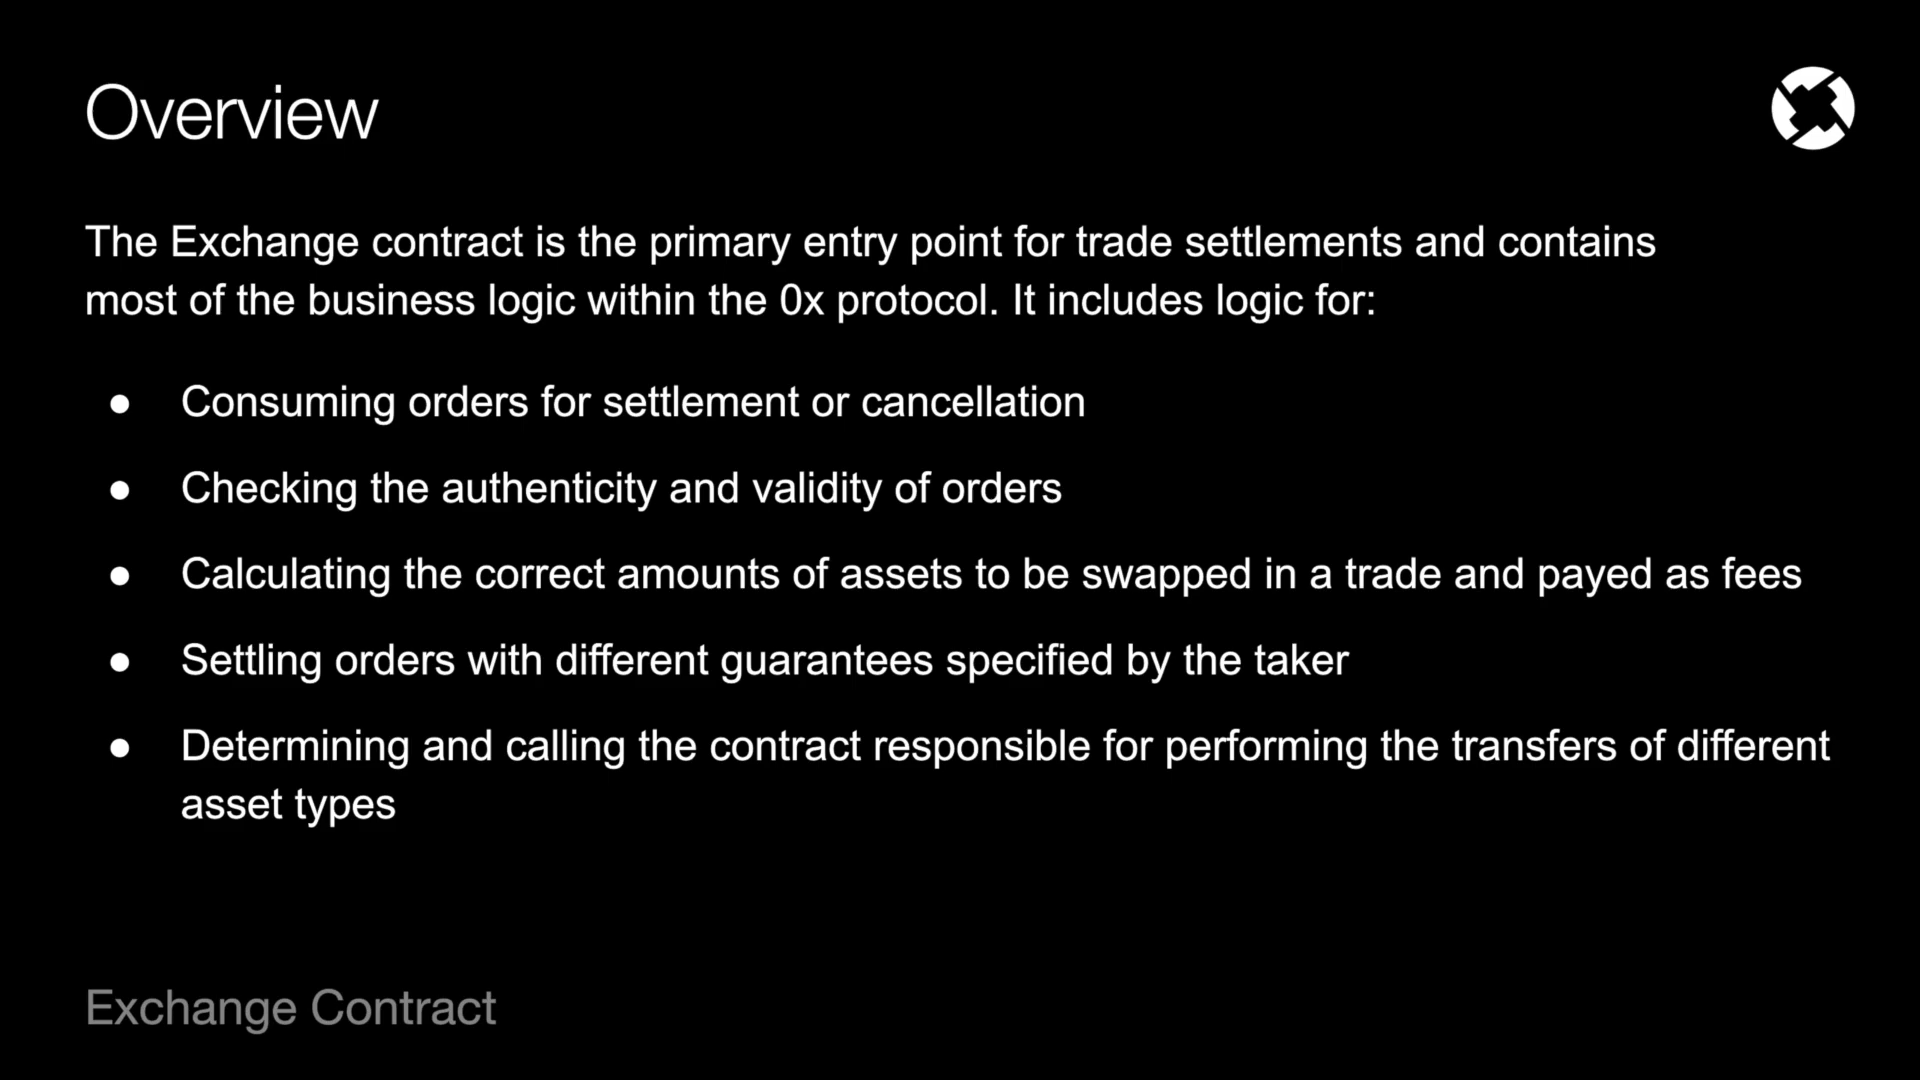 Overview
The Exchange contract is the primary entry point for trade settlements and contains
most of the business logic within the 0x protocol. It includes logic for:
● Consuming orders for settlement or cancellation
● Checking the authenticity and validity of orders
● Calculating the correct amounts of assets to be swapped in a trade and payed as fees
● Settling orders with different guarantees specified by the taker
● Determining and calling the contract responsible for performing the transfers of different
asset types
Exchange Contract